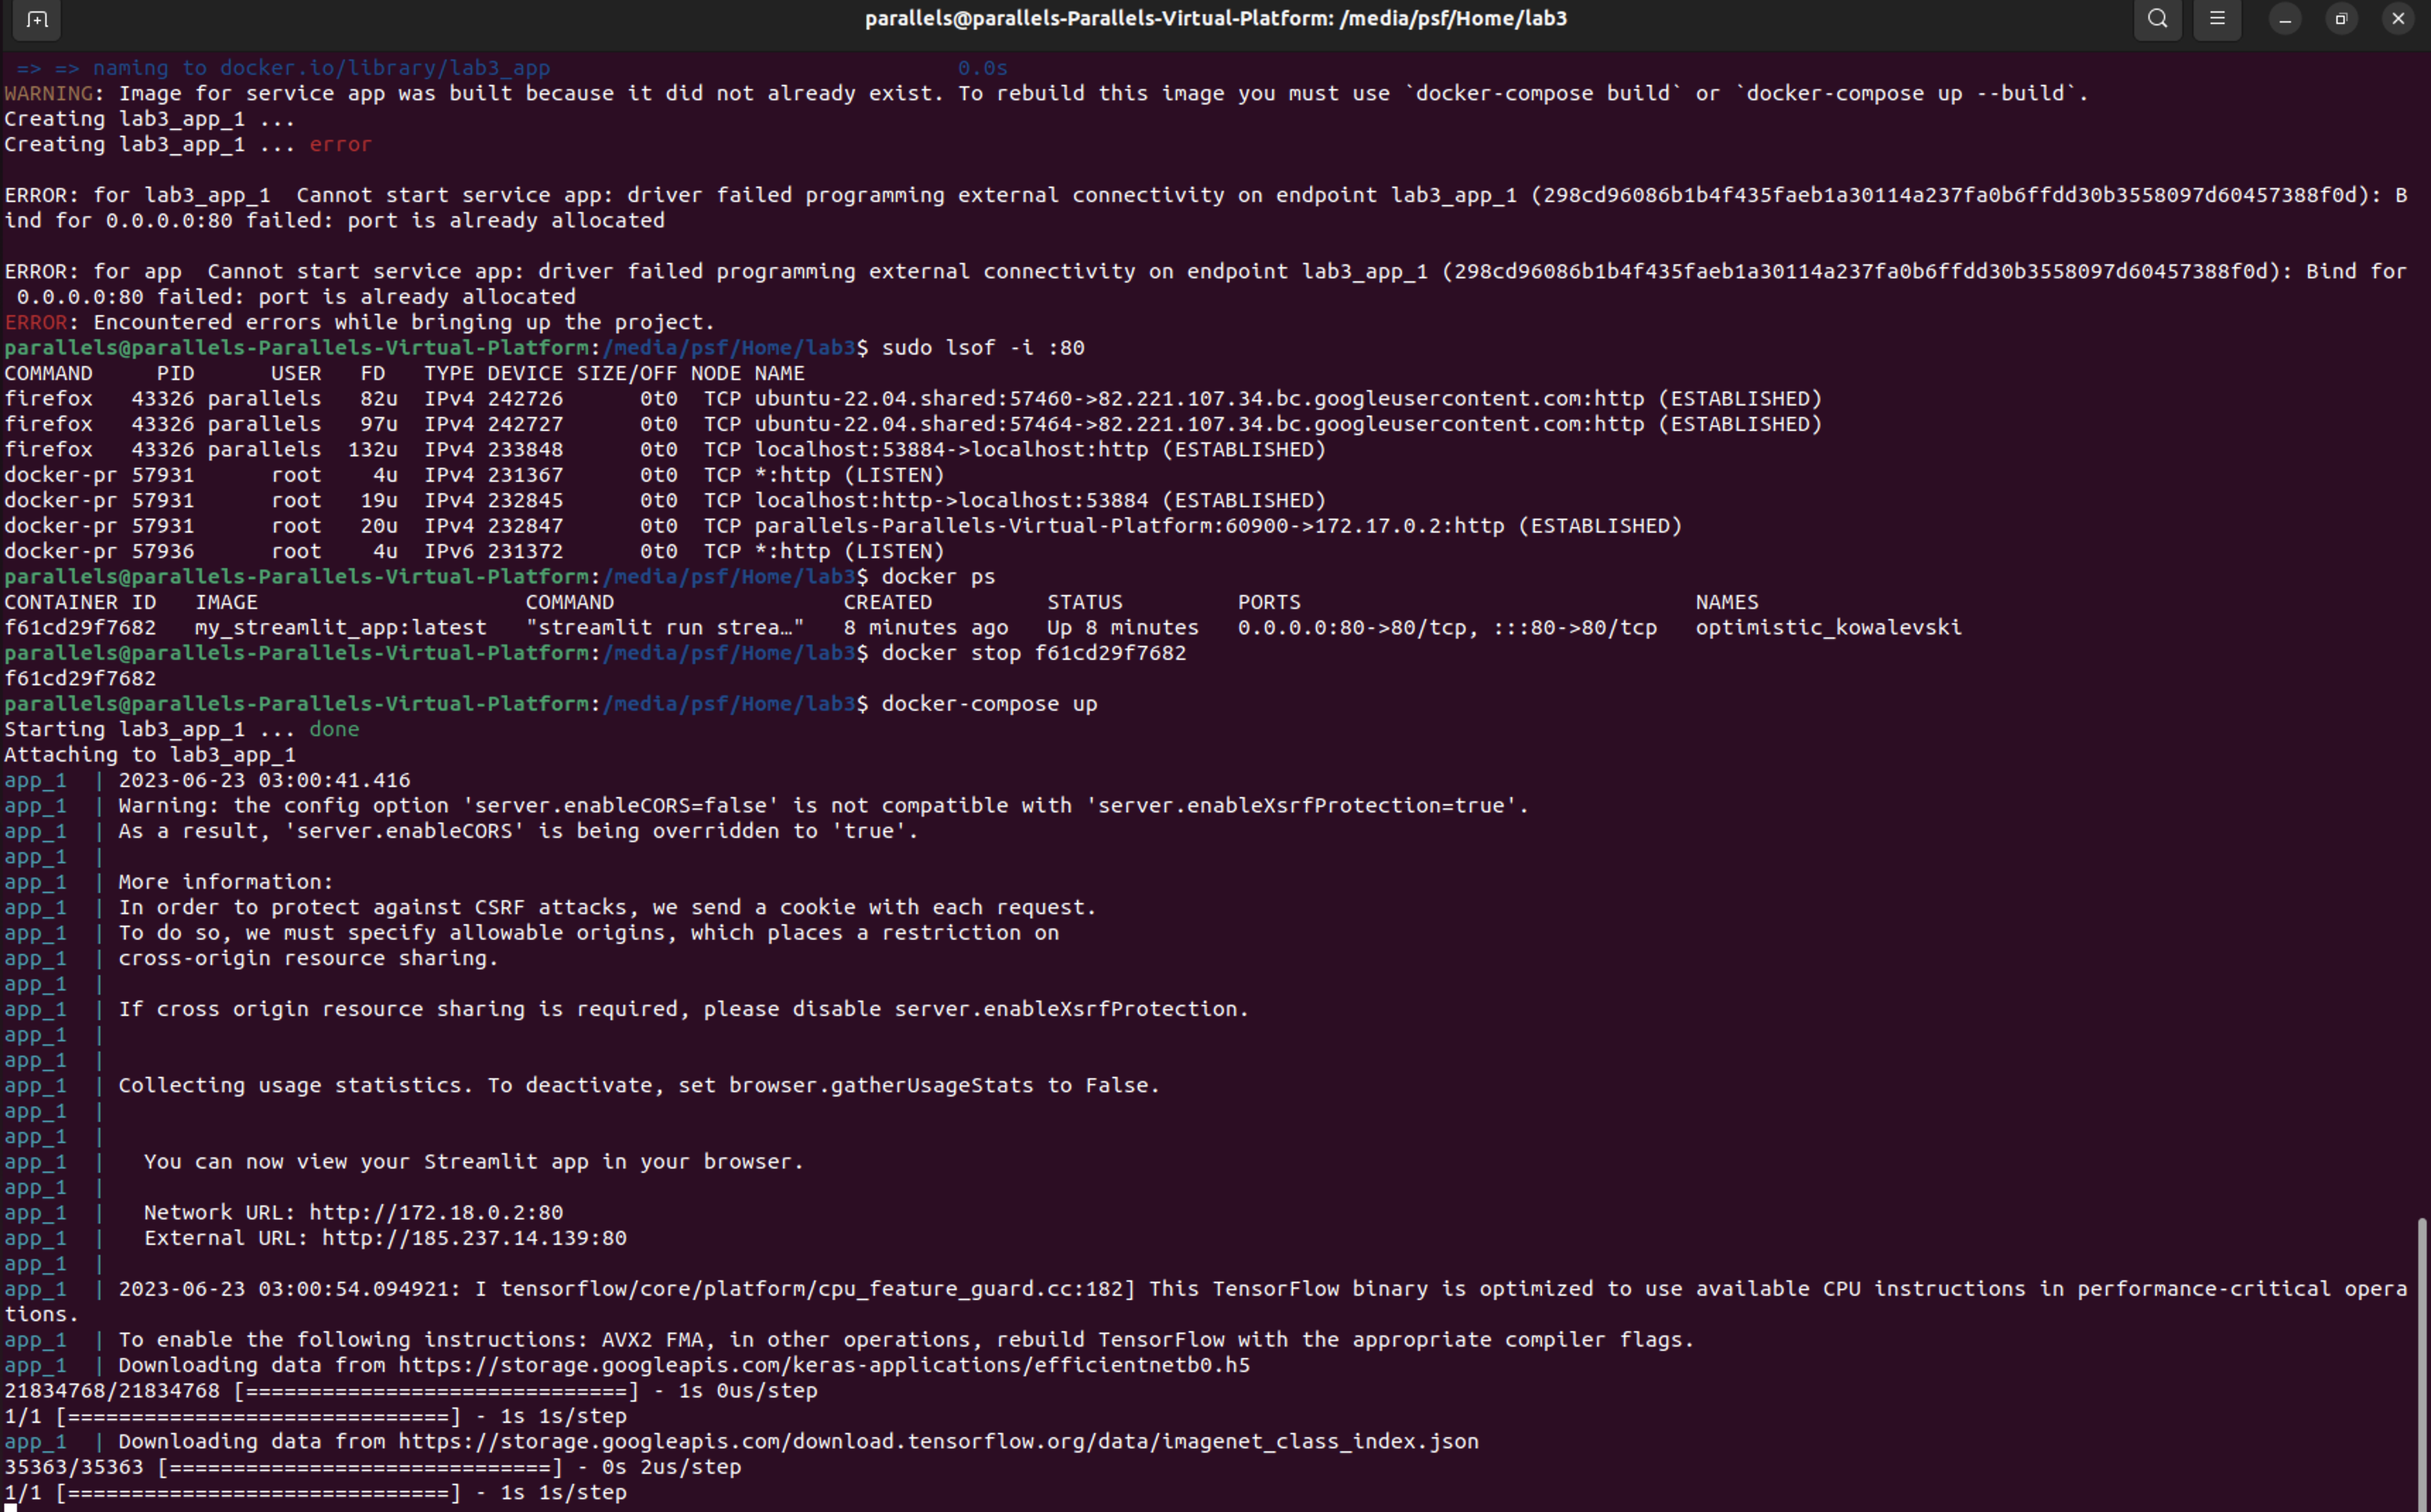 parallels@parallels-Parallels-Virtual-Platform: /media/psf/Home/lab3
=> => naming to docker.io/library/lab3_app                                0.0s
WARNING: Image for service app was built because it did not already exist. To rebuild this image you must use `docker-compose build` or `docker-compose up --build`.
Creating lab3_app_1 ...
Creating lab3_app_1 ... error
ERROR: for lab3_app_1  Cannot start service app: driver failed programming external connectivity on endpoint lab3_app_1 (298cd96086b1b4f435faeb1a30114a237fa0b6ffdd30b3558097d60457388f0d): B
ind for 0.0.0.0:80 failed: port is already allocated
ERROR: for app  Cannot start service app: driver failed programming external connectivity on endpoint lab3_app_1 (298cd96086b1b4f435faeb1a30114a237fa0b6ffdd30b3558097d60457388f0d): Bind for
 0.0.0.0:80 failed: port is already allocated
ERROR: Encountered errors while bringing up the project.
parallels@parallels-Parallels-Virtual-Platform:/media/psf/Home/lab3$ sudo lsof -i :80
COMMAND     PID      USER   FD   TYPE DEVICE SIZE/OFF NODE NAME
firefox   43326 parallels   82u  IPv4 242726      0t0  TCP ubuntu-22.04.shared:57460->82.221.107.34.bc.googleusercontent.com:http (ESTABLISHED)
firefox   43326 parallels   97u  IPv4 242727      0t0  TCP ubuntu-22.04.shared:57464->82.221.107.34.bc.googleusercontent.com:http (ESTABLISHED)
firefox   43326 parallels  132u  IPv4 233848      0t0  TCP localhost:53884->localhost:http (ESTABLISHED)
docker-pr 57931      root    4u  IPv4 231367      0t0  TCP *:http (LISTEN)
docker-pr 57931      root   19u  IPv4 232845      0t0  TCP localhost:http->localhost:53884 (ESTABLISHED)
docker-pr 57931      root   20u  IPv4 232847      0t0  TCP parallels-Parallels-Virtual-Platform:60900->172.17.0.2:http (ESTABLISHED)
docker-pr 57936      root    4u  IPv6 231372      0t0  TCP *:http (LISTEN)
parallels@parallels-Parallels-Virtual-Platform:/media/psf/Home/lab3$ docker ps
CONTAINER ID   IMAGE                     COMMAND                  CREATED         STATUS         PORTS                               NAMES
f61cd29f7682   my_streamlit_app:latest   "streamlit run strea…"   8 minutes ago   Up 8 minutes   0.0.0.0:80->80/tcp, :::80->80/tcp   optimistic_kowalevski
parallels@parallels-Parallels-Virtual-Platform:/media/psf/Home/lab3$ docker stop f61cd29f7682
f61cd29f7682
parallels@parallels-Parallels-Virtual-Platform:/media/psf/Home/lab3$ docker-compose up
Starting lab3_app_1 ... done
Attaching to lab3_app_1
app_1  | 2023-06-23 03:00:41.416
app_1  | Warning: the config option 'server.enableCORS=false' is not compatible with 'server.enableXsrfProtection=true'.
app_1  | As a result, 'server.enableCORS' is being overridden to 'true'.
app_1  |
app_1  | More information:
app_1  | In order to protect against CSRF attacks, we send a cookie with each request.
app_1  | To do so, we must specify allowable origins, which places a restriction on
app_1  | cross-origin resource sharing.
app_1  |
app_1  | If cross origin resource sharing is required, please disable server.enableXsrfProtection.
app_1  |
app_1  |
app_1  | Collecting usage statistics. To deactivate, set browser.gatherUsageStats to False.
app_1  |
app_1  |
app_1  |   You can now view your Streamlit app in your browser.
app_1  |
app_1  |   Network URL: http://172.18.0.2:80
app_1  |   External URL: http://185.237.14.139:80
app_1  |
app_1  | 2023-06-23 03:00:54.094921: I tensorflow/core/platform/cpu_feature_guard.cc:182] This TensorFlow binary is optimized to use available CPU instructions in performance-critical opera
tions.
app_1  | To enable the following instructions: AVX2 FMA, in other operations, rebuild TensorFlow with the appropriate compiler flags.
app_1  | Downloading data from https://storage.googleapis.com/keras-applications/efficientnetb0.h5
21834768/21834768 [==============================] - 1s 0us/step
1/1 [==============================] - 1s 1s/step
app_1  | Downloading data from https://storage.googleapis.com/download.tensorflow.org/data/imagenet_class_index.json
35363/35363 [==============================] - 0s 2us/step
1/1 [==============================] - 1s 1s/step